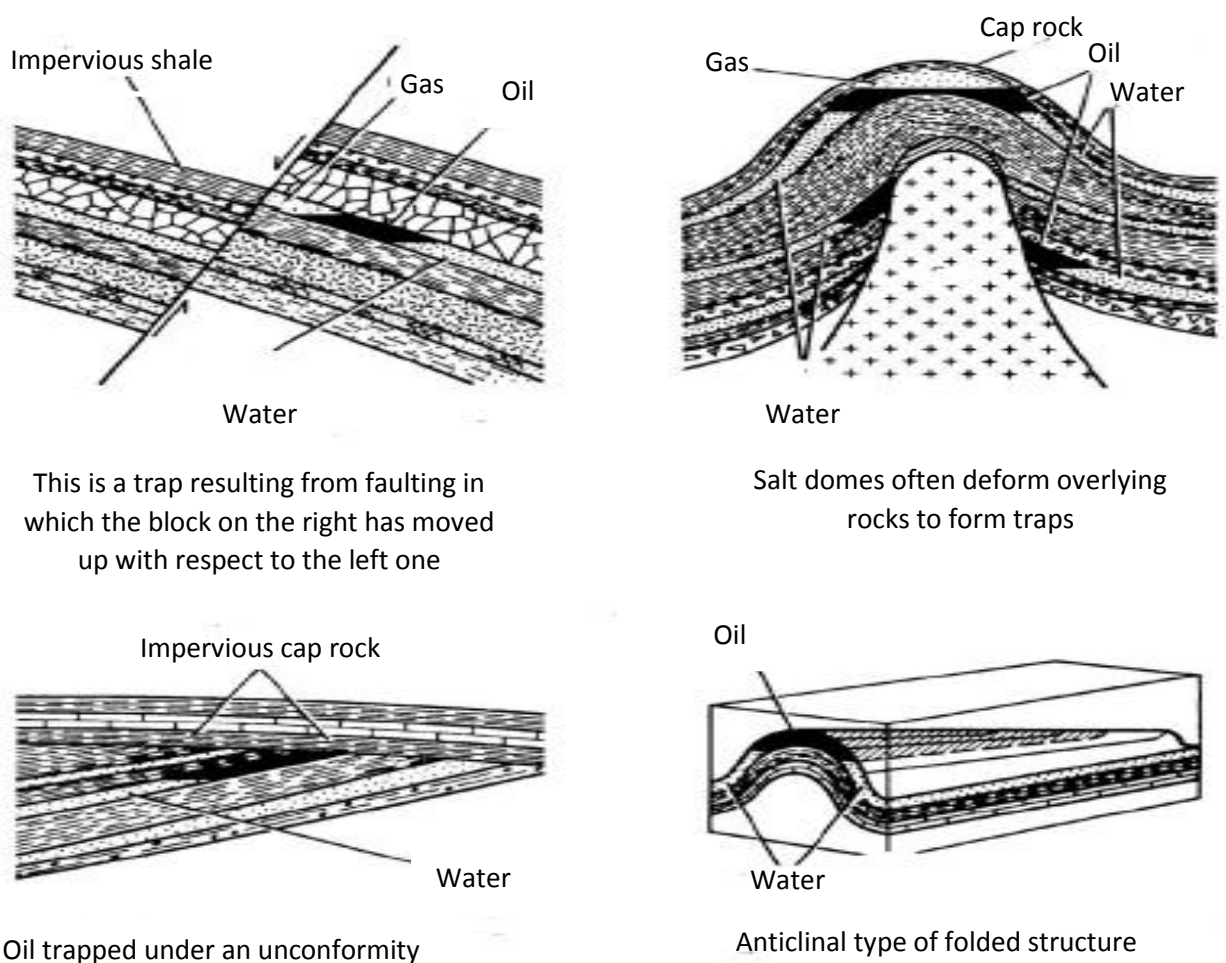 Impervious shale
Gas
Oil
Water
This is a trap resulting from faulting in
which the block on the right has moved
up with respect to the left one
Cap rock
Gas
Oil
Water
Water
Salt domes often deform overlying
rocks to form traps
Impervious cap rock
Water
Oil trapped under an unconformity
Oil
Water
Anticlinal type of folded structure